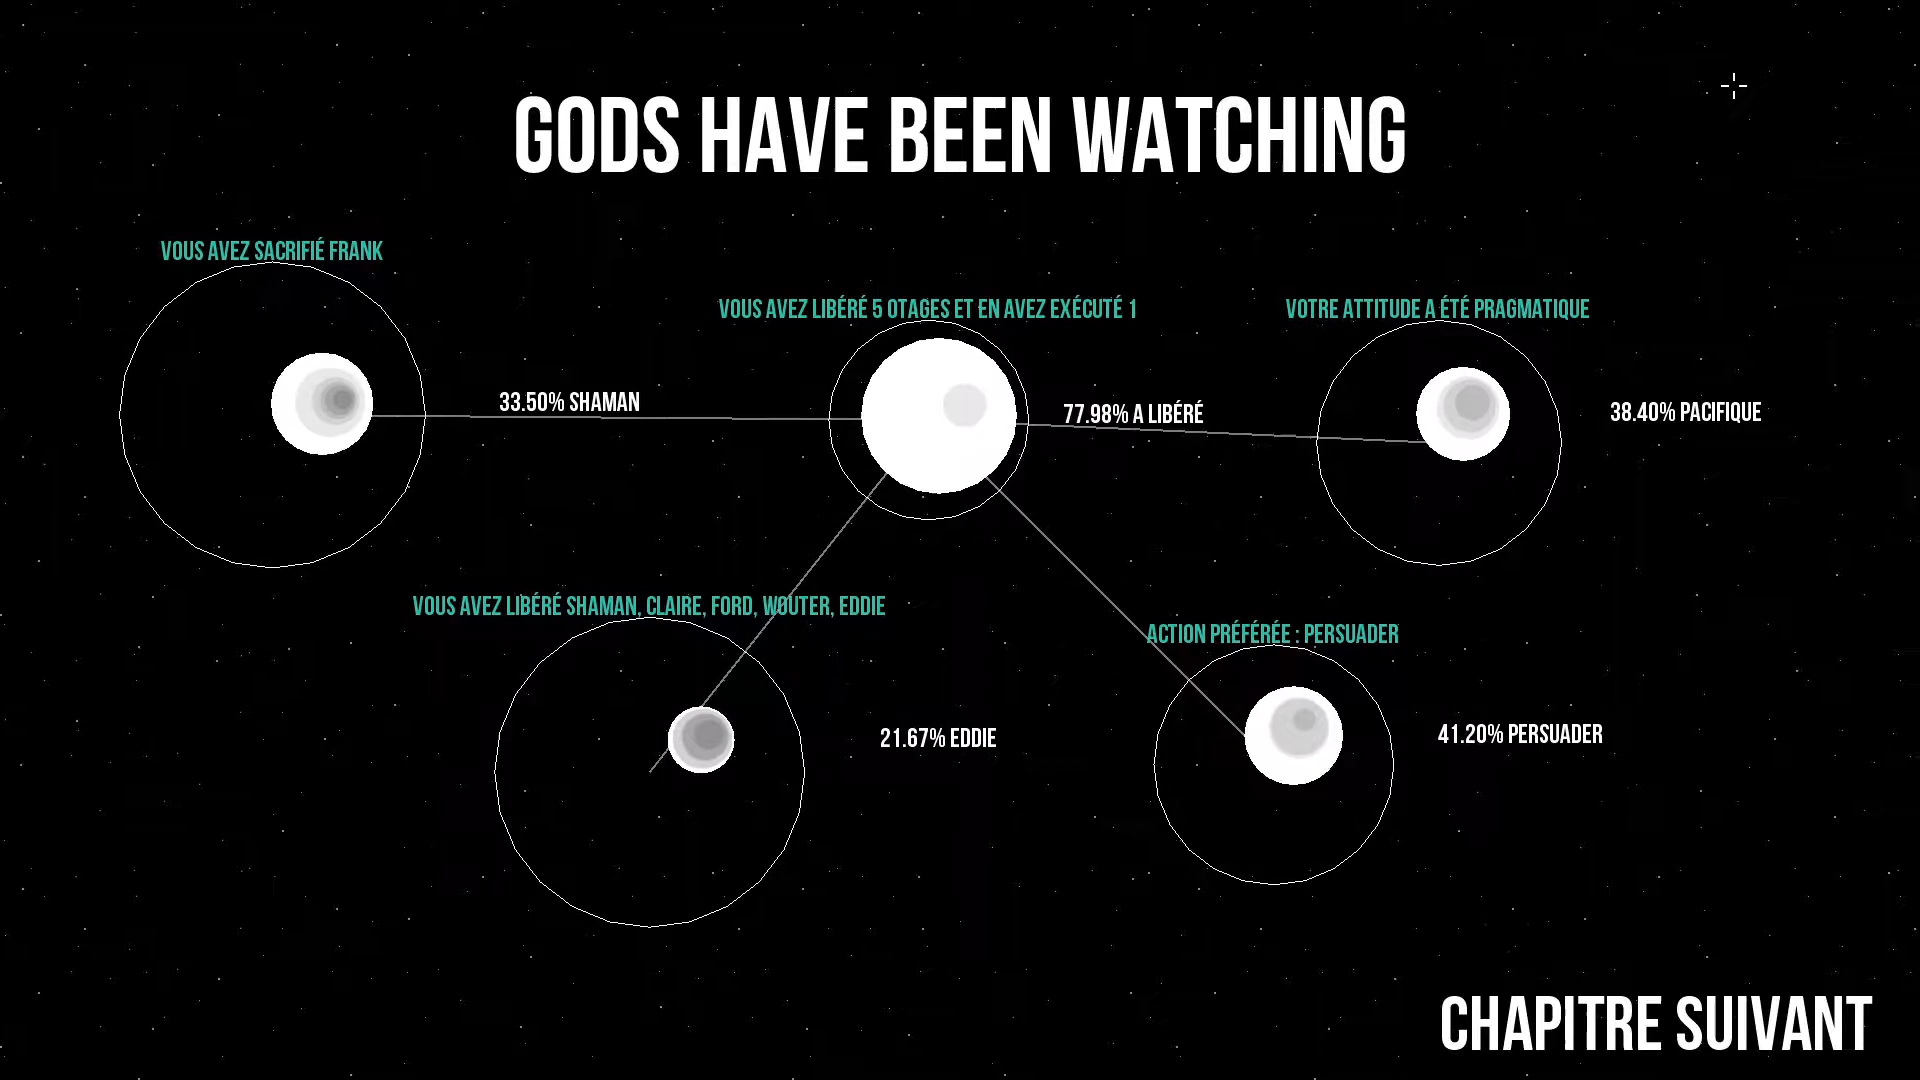 GODS HAVE BEEN WATCHING
VOUS AVEZ SACRIFIÉ FRANK
33.50% SHAMAN
VOUS AVEZ LIBÉRÉ 5 OTAGES ET EN AVEZ EXÉCUTÉ 1
77.98% A LIBÉRÉ
VOTRE ATTITUDE A ÉTÉ PRAGMATIQUE
38.40% PACIFIQUE
VOUS AVEZ LIBÉRÉ SHAMAN, CLAIRE, FORD, WOUTER, EDDIE
21.67% EDDIE
ACTION PRÉFÉRÉE : PERSUADER
41.20% PERSUADER
CHAPITRE SUIVANT